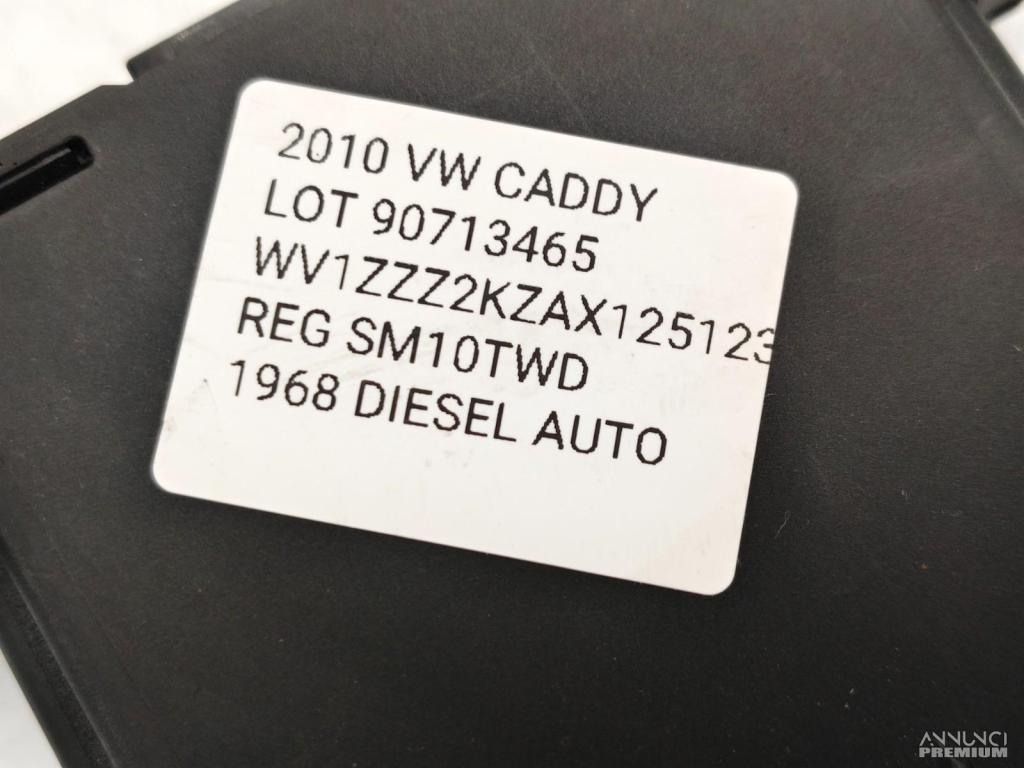 2010 VW CADDY
LOT 90713465
WV1ZZZ2KZAX125123
REG SM10TWD
1968 DIESEL AUTO
ANNUNCI
PREMIUM